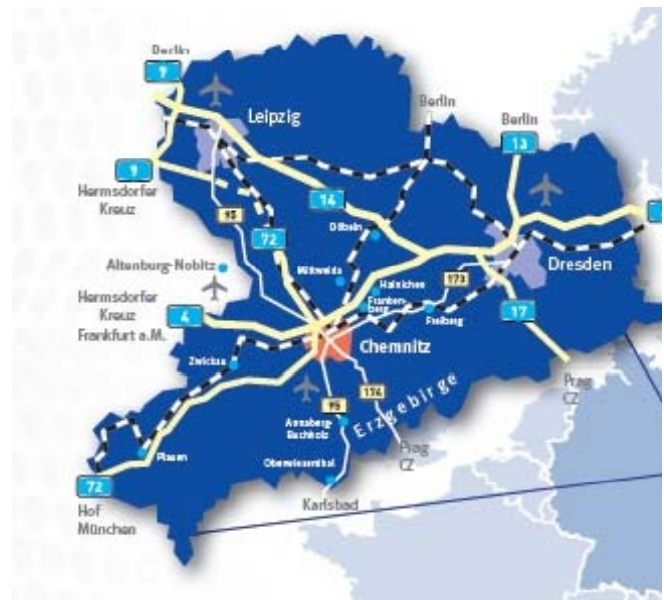 Berlin
9
Leipzig
Berlin
Berlin
13
9
Hermsdorfer
Kreuz
95
14
72
Döbeln
Altenburg-Nobitz
Mittweida
Hainichen
173
Dresden
Hermsdorfer
Kreuz
Frankfurt a.M.
4
Franken-
berg
Freiberg
17
Chemnitz
Zwickau
174
95
Erzgebirge
Prag
CZ
Annaberg-
Buchholz
Plauen
Prag
CZ
Oberwiesenthal
72
Karlsbad
Hof
München